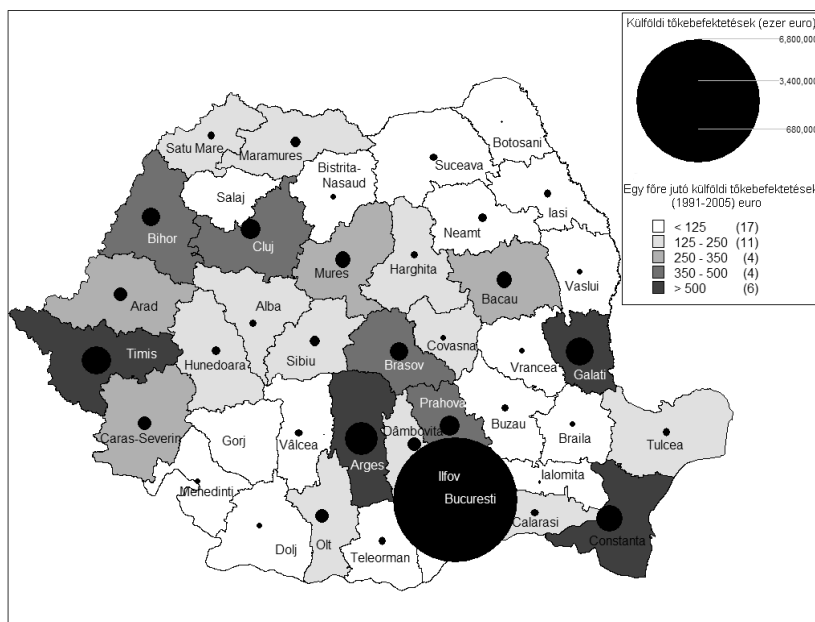 Külföldi tőkebefektetések (ezer euro)
6,800,000
3,400,000
680,000
Egy főre jutó külföldi tőkebefektetések
(1991-2005) euro
< 125 (17)
125 - 250 (11)
250 - 350 (4)
350 - 500 (4)
> 500 (6)
Botosani
Satu Mare
Maramures
Suceava
Bistrita-
Nasaud
Salaj
Iasi
Neamt
Bihor
Cluj
Mures
Harghita
Vaslui
Bacau
Arad
Alba
Covasna
Timis
Hunedoara
Sibiu
Brasov
Vrancea
Galati
Prahova
Caras-Severin
Gorj
Vâlcea
Dâmbovita
Buzau
Braila
Tulcea
Arges
Ilfov
Ialomita
Menedinti
Bucuresti
Calarasi
Constanta
Dolj
Olt
Teleorman